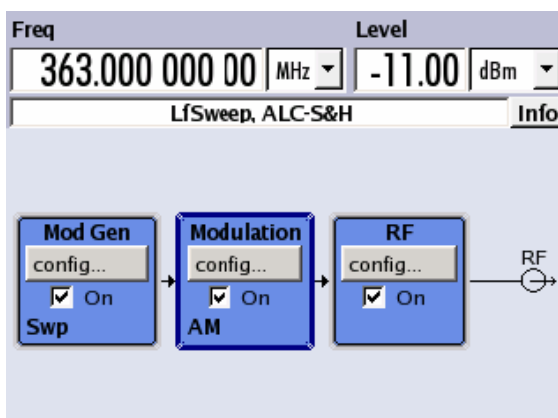 Freq Level
363.000 000 00 MHz -11.00 dBm
LfSweep, ALC-S&H Info
Mod Gen Modulation RF
config... config... config...
On On On
RF
Swp AM